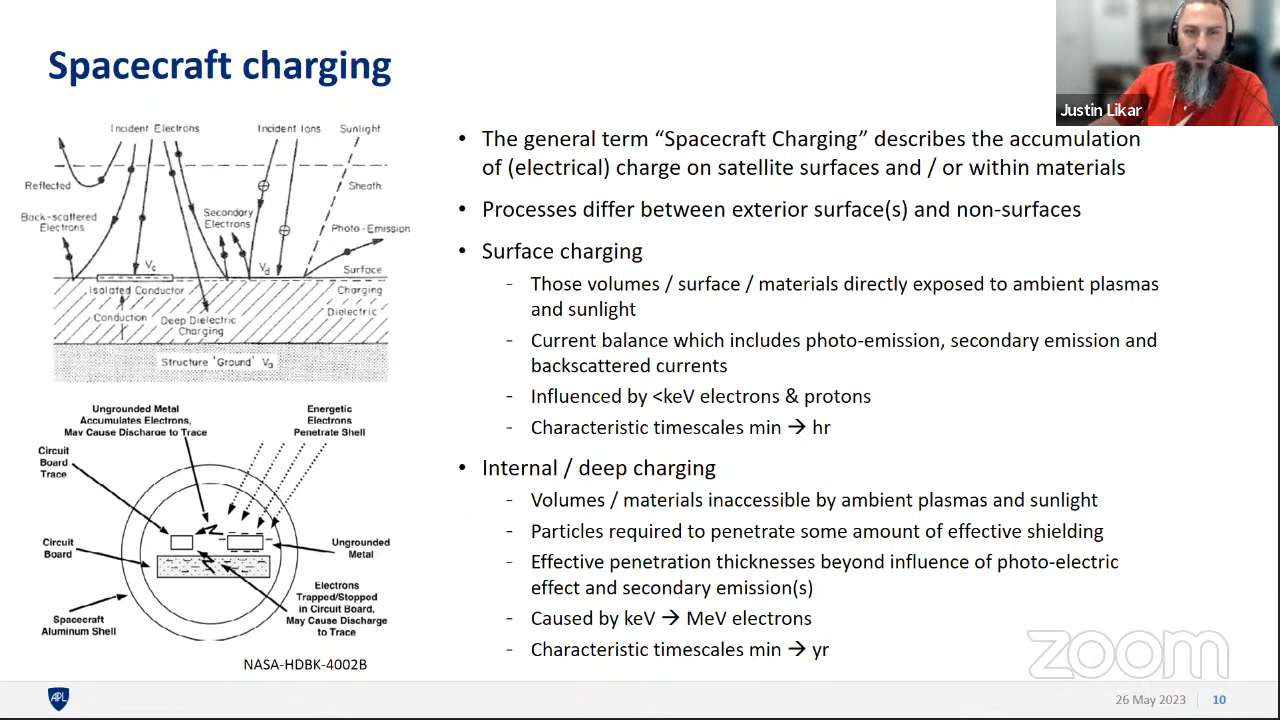 Spacecraft charging
Justin Likar
Incident Electrons
Incident Ions
Sunlight
Reflected
Sheath
Back-scattered
Electrons
Secondary
Electrons
Photo-Emission
Vc
Vd
Surface
Isolated Conductor
Charging
Dielectric
Conduction
Deep Dielectric
Charging
Structure 'Ground' Vg
Ungrounded Metal
Accumulates Electrons,
May Cause Discharge to Trace
Energetic
Electrons
Penetrate Shell
Circuit
Board
Trace
Circuit
Board
Ungrounded
Metal
Electrons
Trapped/Stopped
in Circuit Board,
May Cause Discharge
to Trace
Spacecraft
Aluminum Shell
NASA-HDBK-4002B
• The general term “Spacecraft Charging” describes the accumulation
of (electrical) charge on satellite surfaces and / or within materials
• Processes differ between exterior surface(s) and non-surfaces
• Surface charging
- Those volumes / surface / materials directly exposed to ambient plasmas
and sunlight
- Current balance which includes photo-emission, secondary emission and
backscattered currents
- Influenced by <keV electrons & protons
- Characteristic timescales min → hr
• Internal / deep charging
- Volumes / materials inaccessible by ambient plasmas and sunlight
- Particles required to penetrate some amount of effective shielding
- Effective penetration thicknesses beyond influence of photo-electric
effect and secondary emission(s)
- Caused by keV → MeV electrons
- Characteristic timescales min → yr
zoom
APL
26 May 2023 | 10